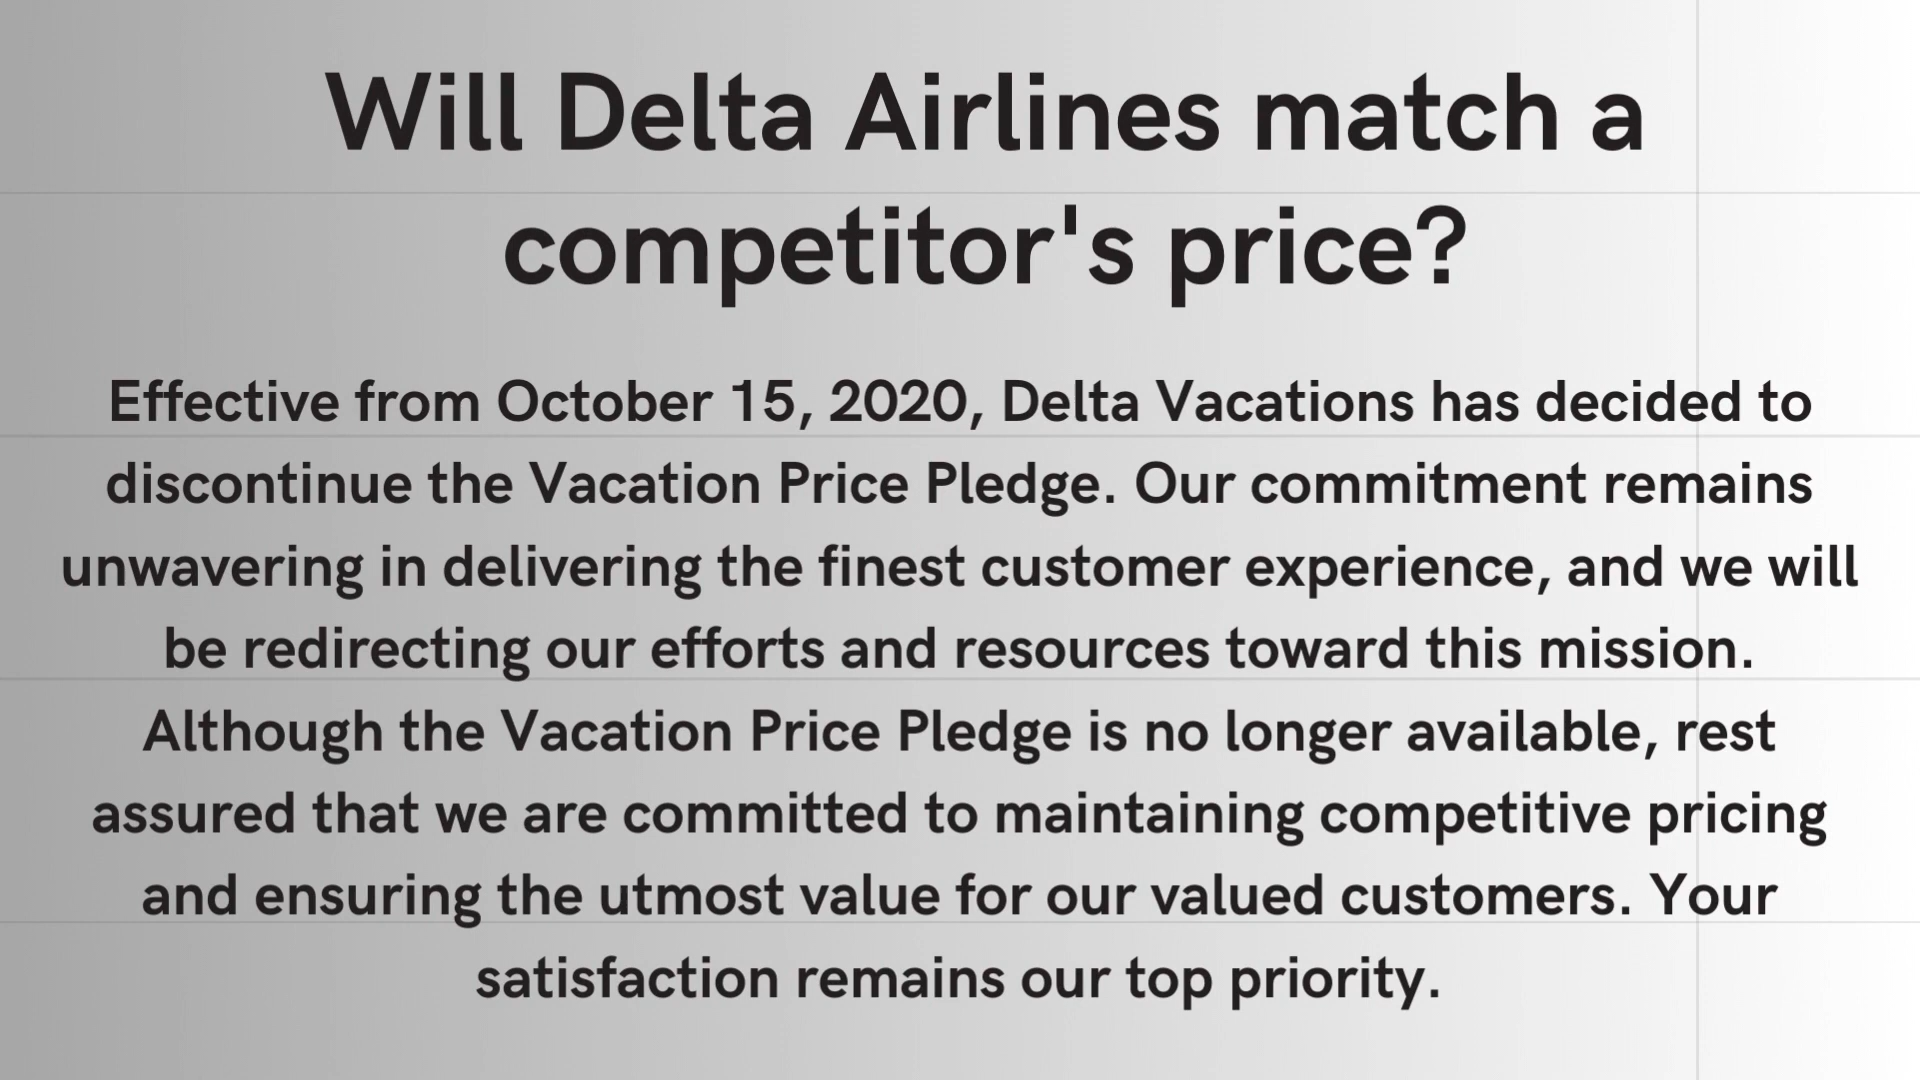 Will Delta Airlines match a
competitor's price?
Effective from October 15, 2020, Delta Vacations has decided to
discontinue the Vacation Price Pledge. Our commitment remains
unwavering in delivering the finest customer experience, and we will
be redirecting our efforts and resources toward this mission.
Although the Vacation Price Pledge is no longer available, rest
assured that we are committed to maintaining competitive pricing
and ensuring the utmost value for our valued customers. Your
satisfaction remains our top priority.